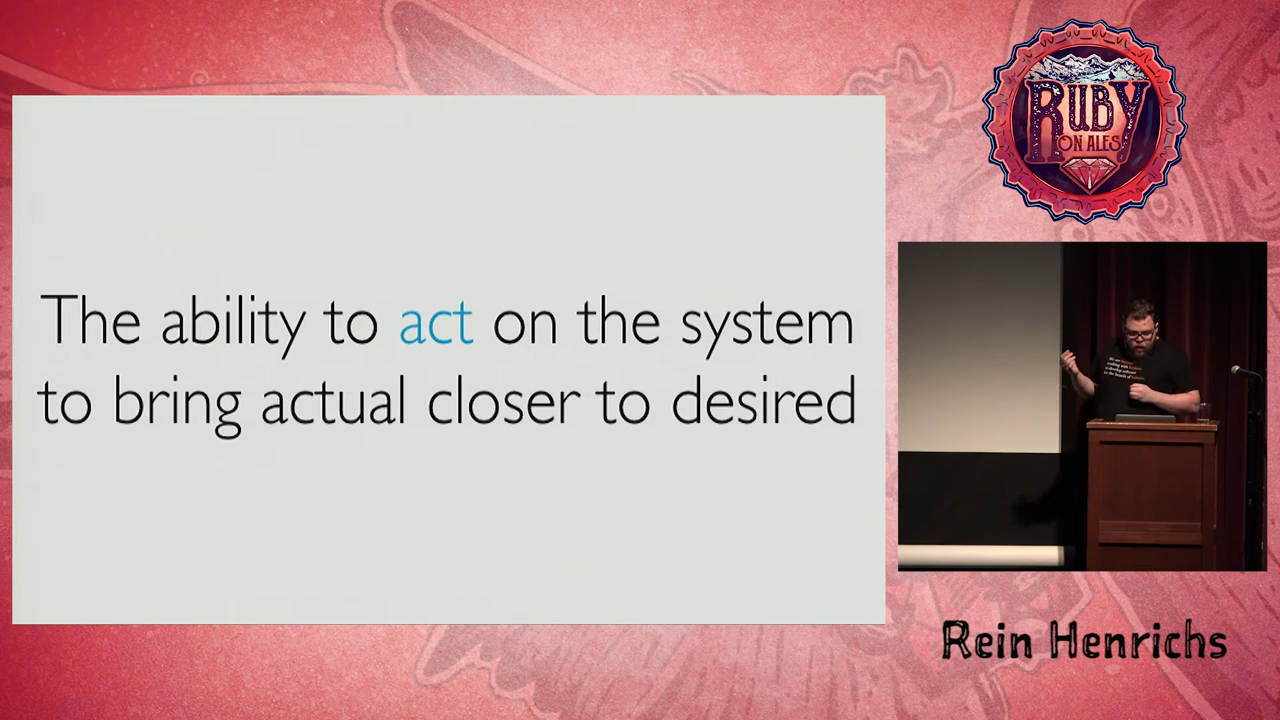 The ability to act on the system
to bring actual closer to desired
RUBY
ON ALES
Rein Henrichs